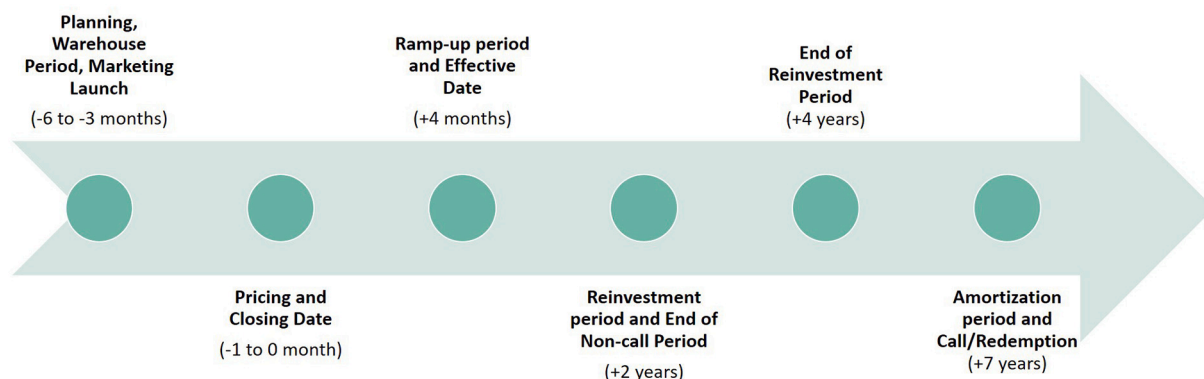 Planning,
Warehouse
Period, Marketing
Launch
(-6 to -3 months)
Pricing and
Closing Date
(-1 to 0 month)
Ramp-up period
and Effective
Date
(+4 months)
Reinvestment
period and End of
Non-call Period
(+2 years)
End of
Reinvestment
Period
(+4 years)
Amortization
period and
Call/Redemption
(+7 years)